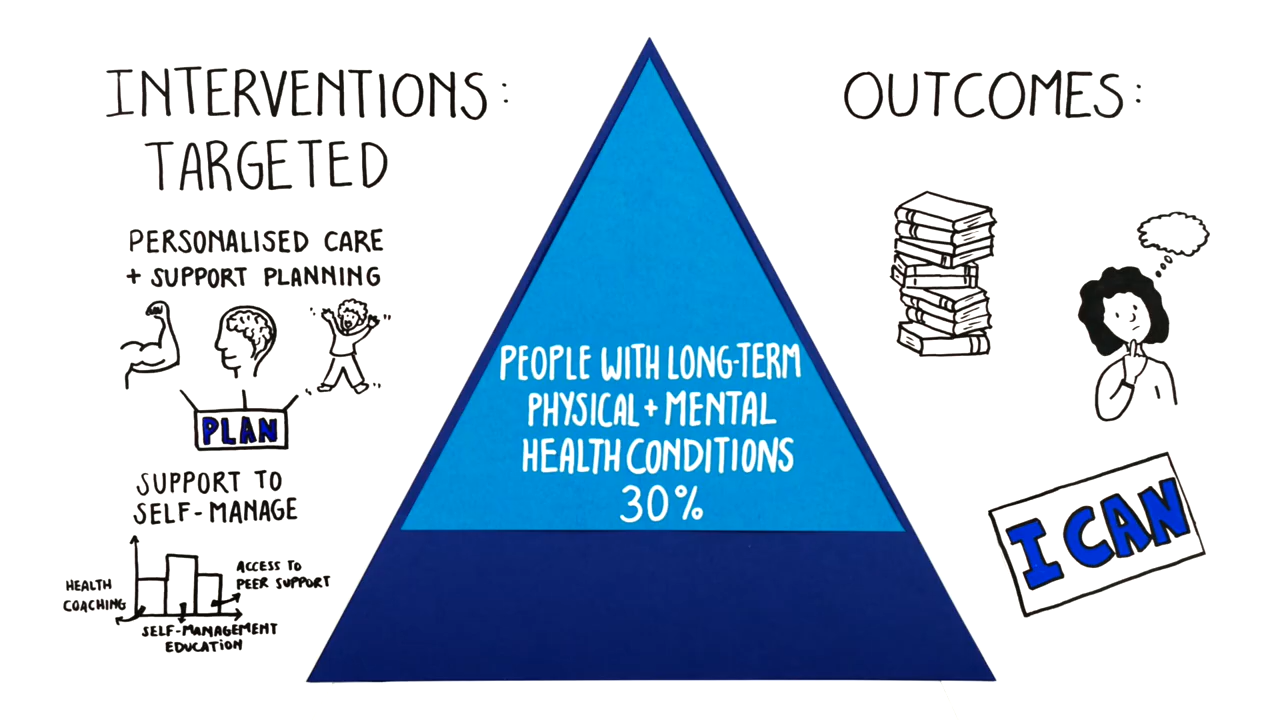 INTERVENTIONS:
TARGETED
PERSONALISED CARE
+ SUPPORT PLANNING
PLAN
SUPPORT TO
SELF-MANAGE
HEALTH
COACHING
ACCESS TO
PEER SUPPORT
SELF-MANAGEMENT
EDUCATION
PEOPLE WITH LONG-TERM
PHYSICAL + MENTAL
HEALTH CONDITIONS
30%
OUTCOMES:
I CAN